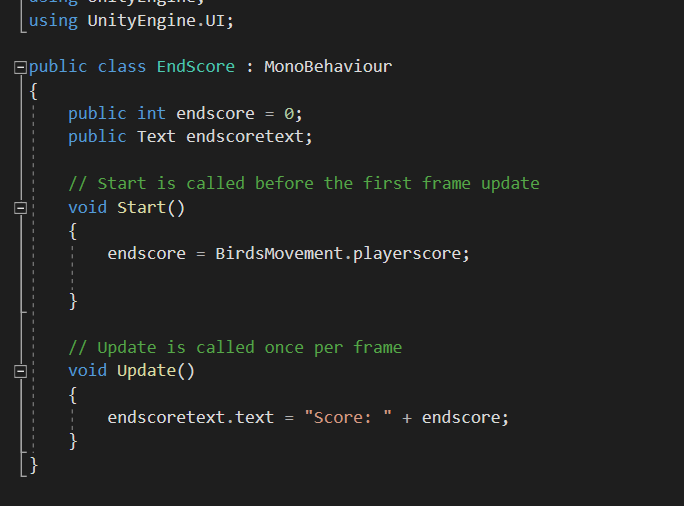 using UnityEngine;
using UnityEngine.UI;
public class EndScore : MonoBehaviour
{
public int endscore = 0;
public Text endscoretext;
// Start is called before the first frame update
void Start()
{
endscore = BirdsMovement.playerscore;
}
// Update is called once per frame
void Update()
{
endscoretext.text = "Score: " + endscore;
}
}